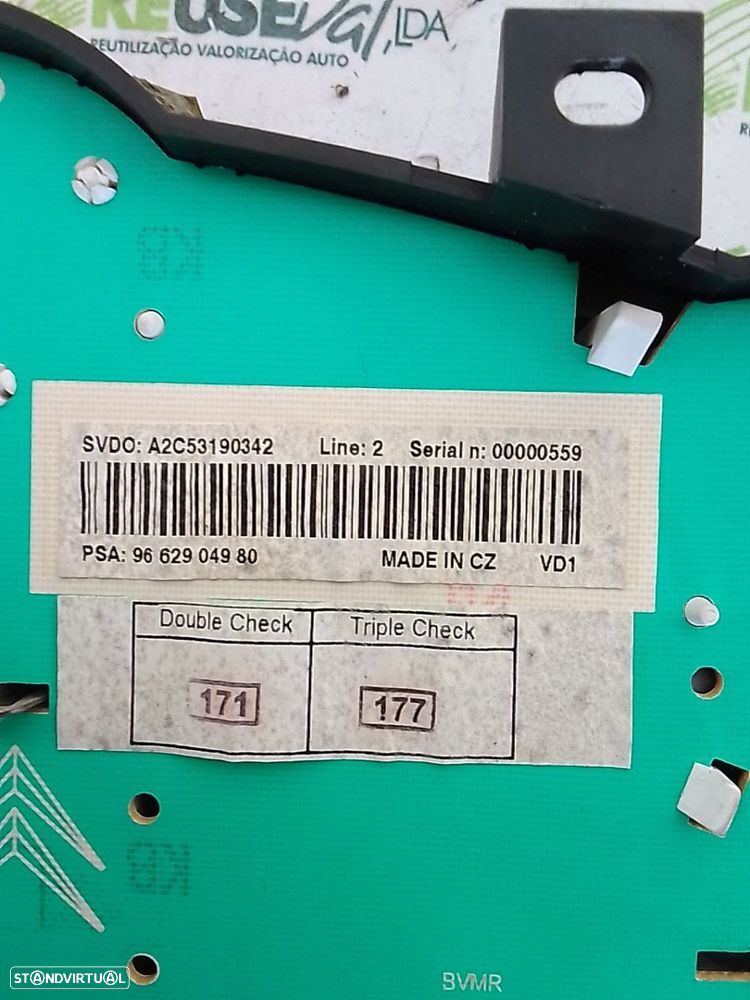 REUSEVal, LDA
REUTILIZAÇÃO VALORIZAÇÃO AUTO
SVDO: A2C53190342 Line: 2 Serial n: 00000559
PSA: 96 629 049 80 MADE IN CZ VD1
Double Check Triple Check
171 177
BVMR
STANDVIRTUAL